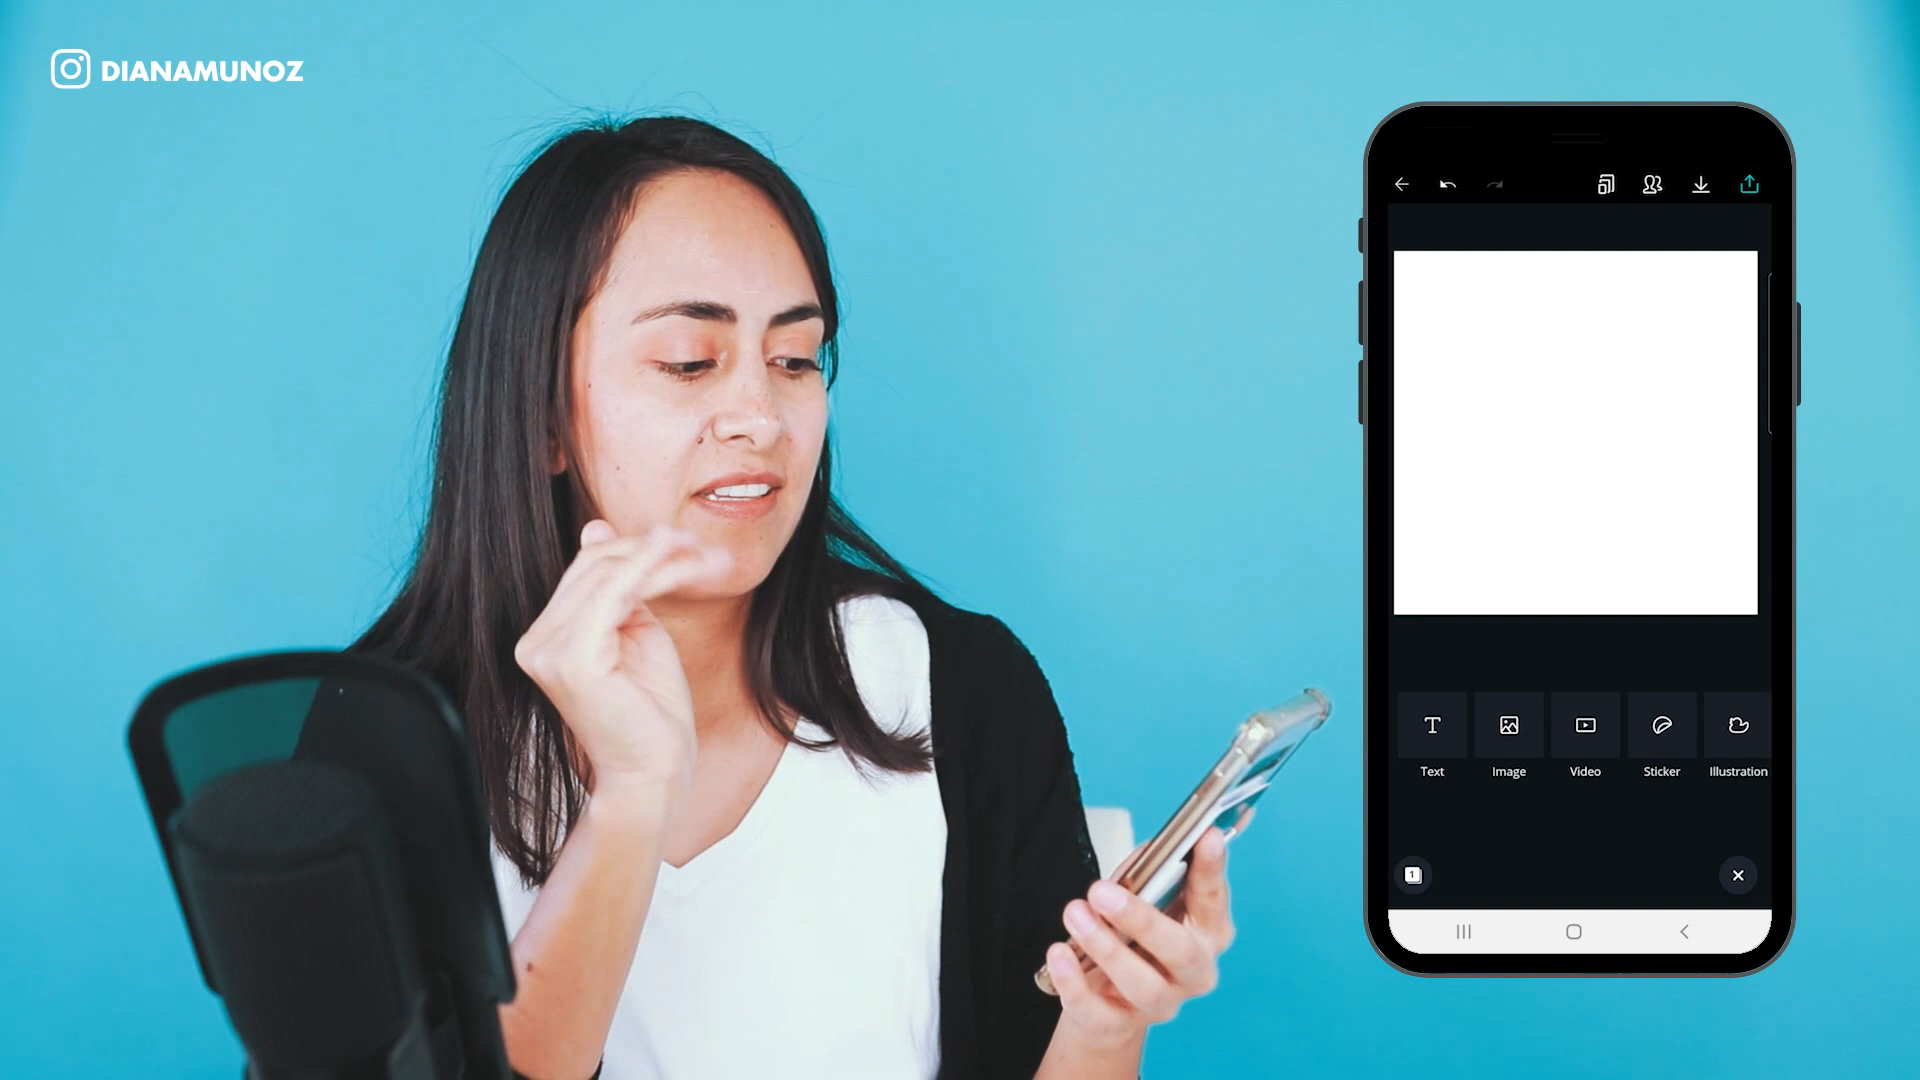 DIANAMUNOZ
Text
Image
Video
Sticker
Illustration
1